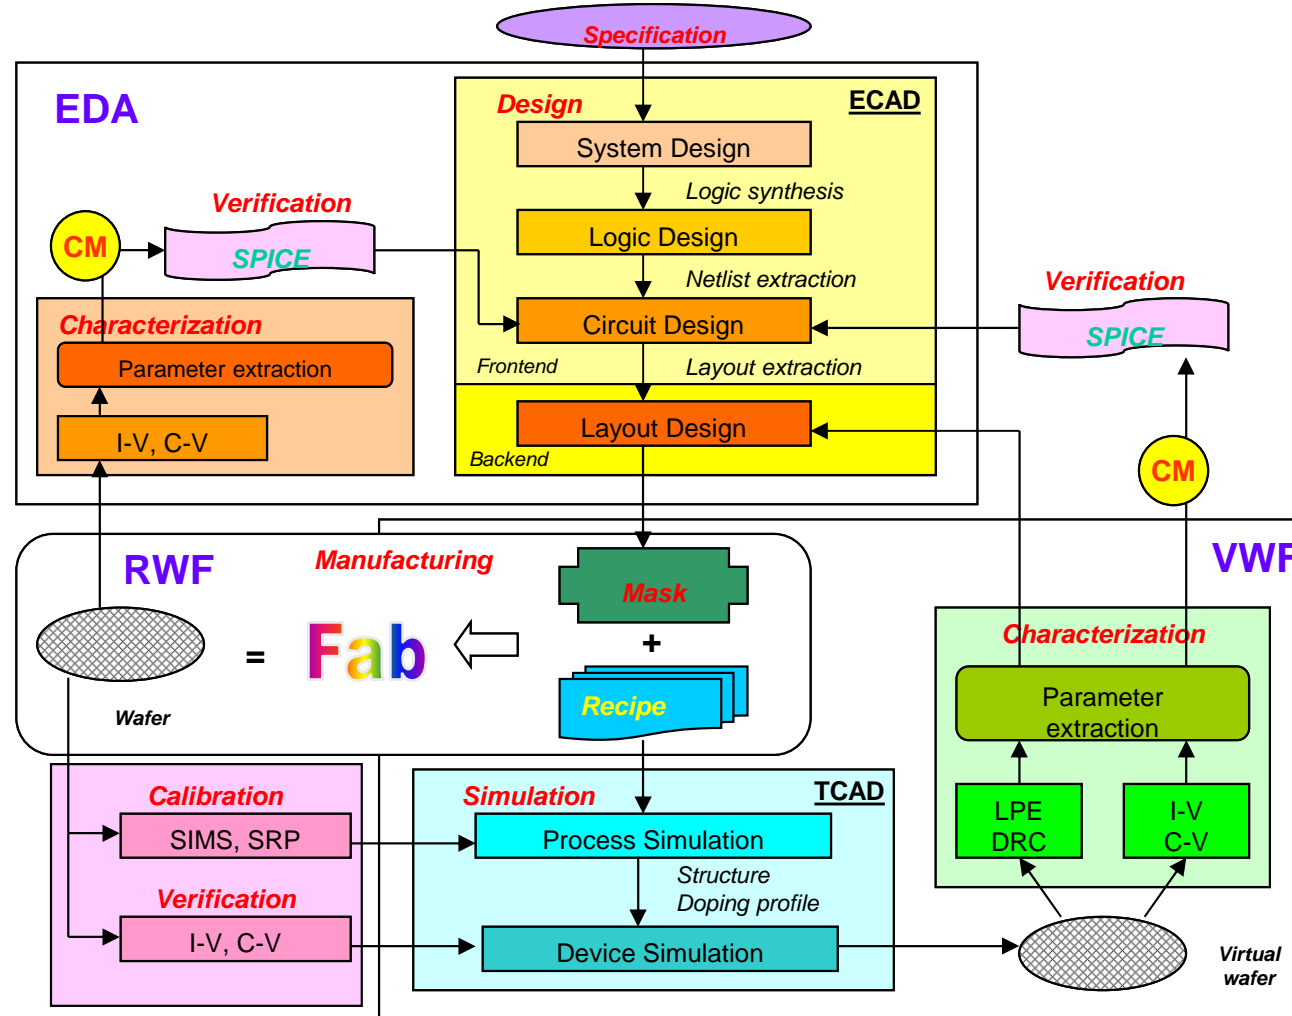 Specification
EDA
Design
ECAD
System Design
Logic synthesis
Verification
CM
SPICE
Logic Design
Netlist extraction
Verification
SPICE
Characterization
Circuit Design
Parameter extraction
Frontend
Layout extraction
I-V, C-V
Layout Design
Backend
CM
RWF
Manufacturing
VWF
Mask
Characterization
=
Fab
+
Wafer
Recipe
Parameter
extraction
Calibration
Simulation
TCAD
SIMS, SRP
Process Simulation
LPE
DRC
I-V
C-V
Structure
Doping profile
Verification
I-V, C-V
Device Simulation
Virtual
wafer